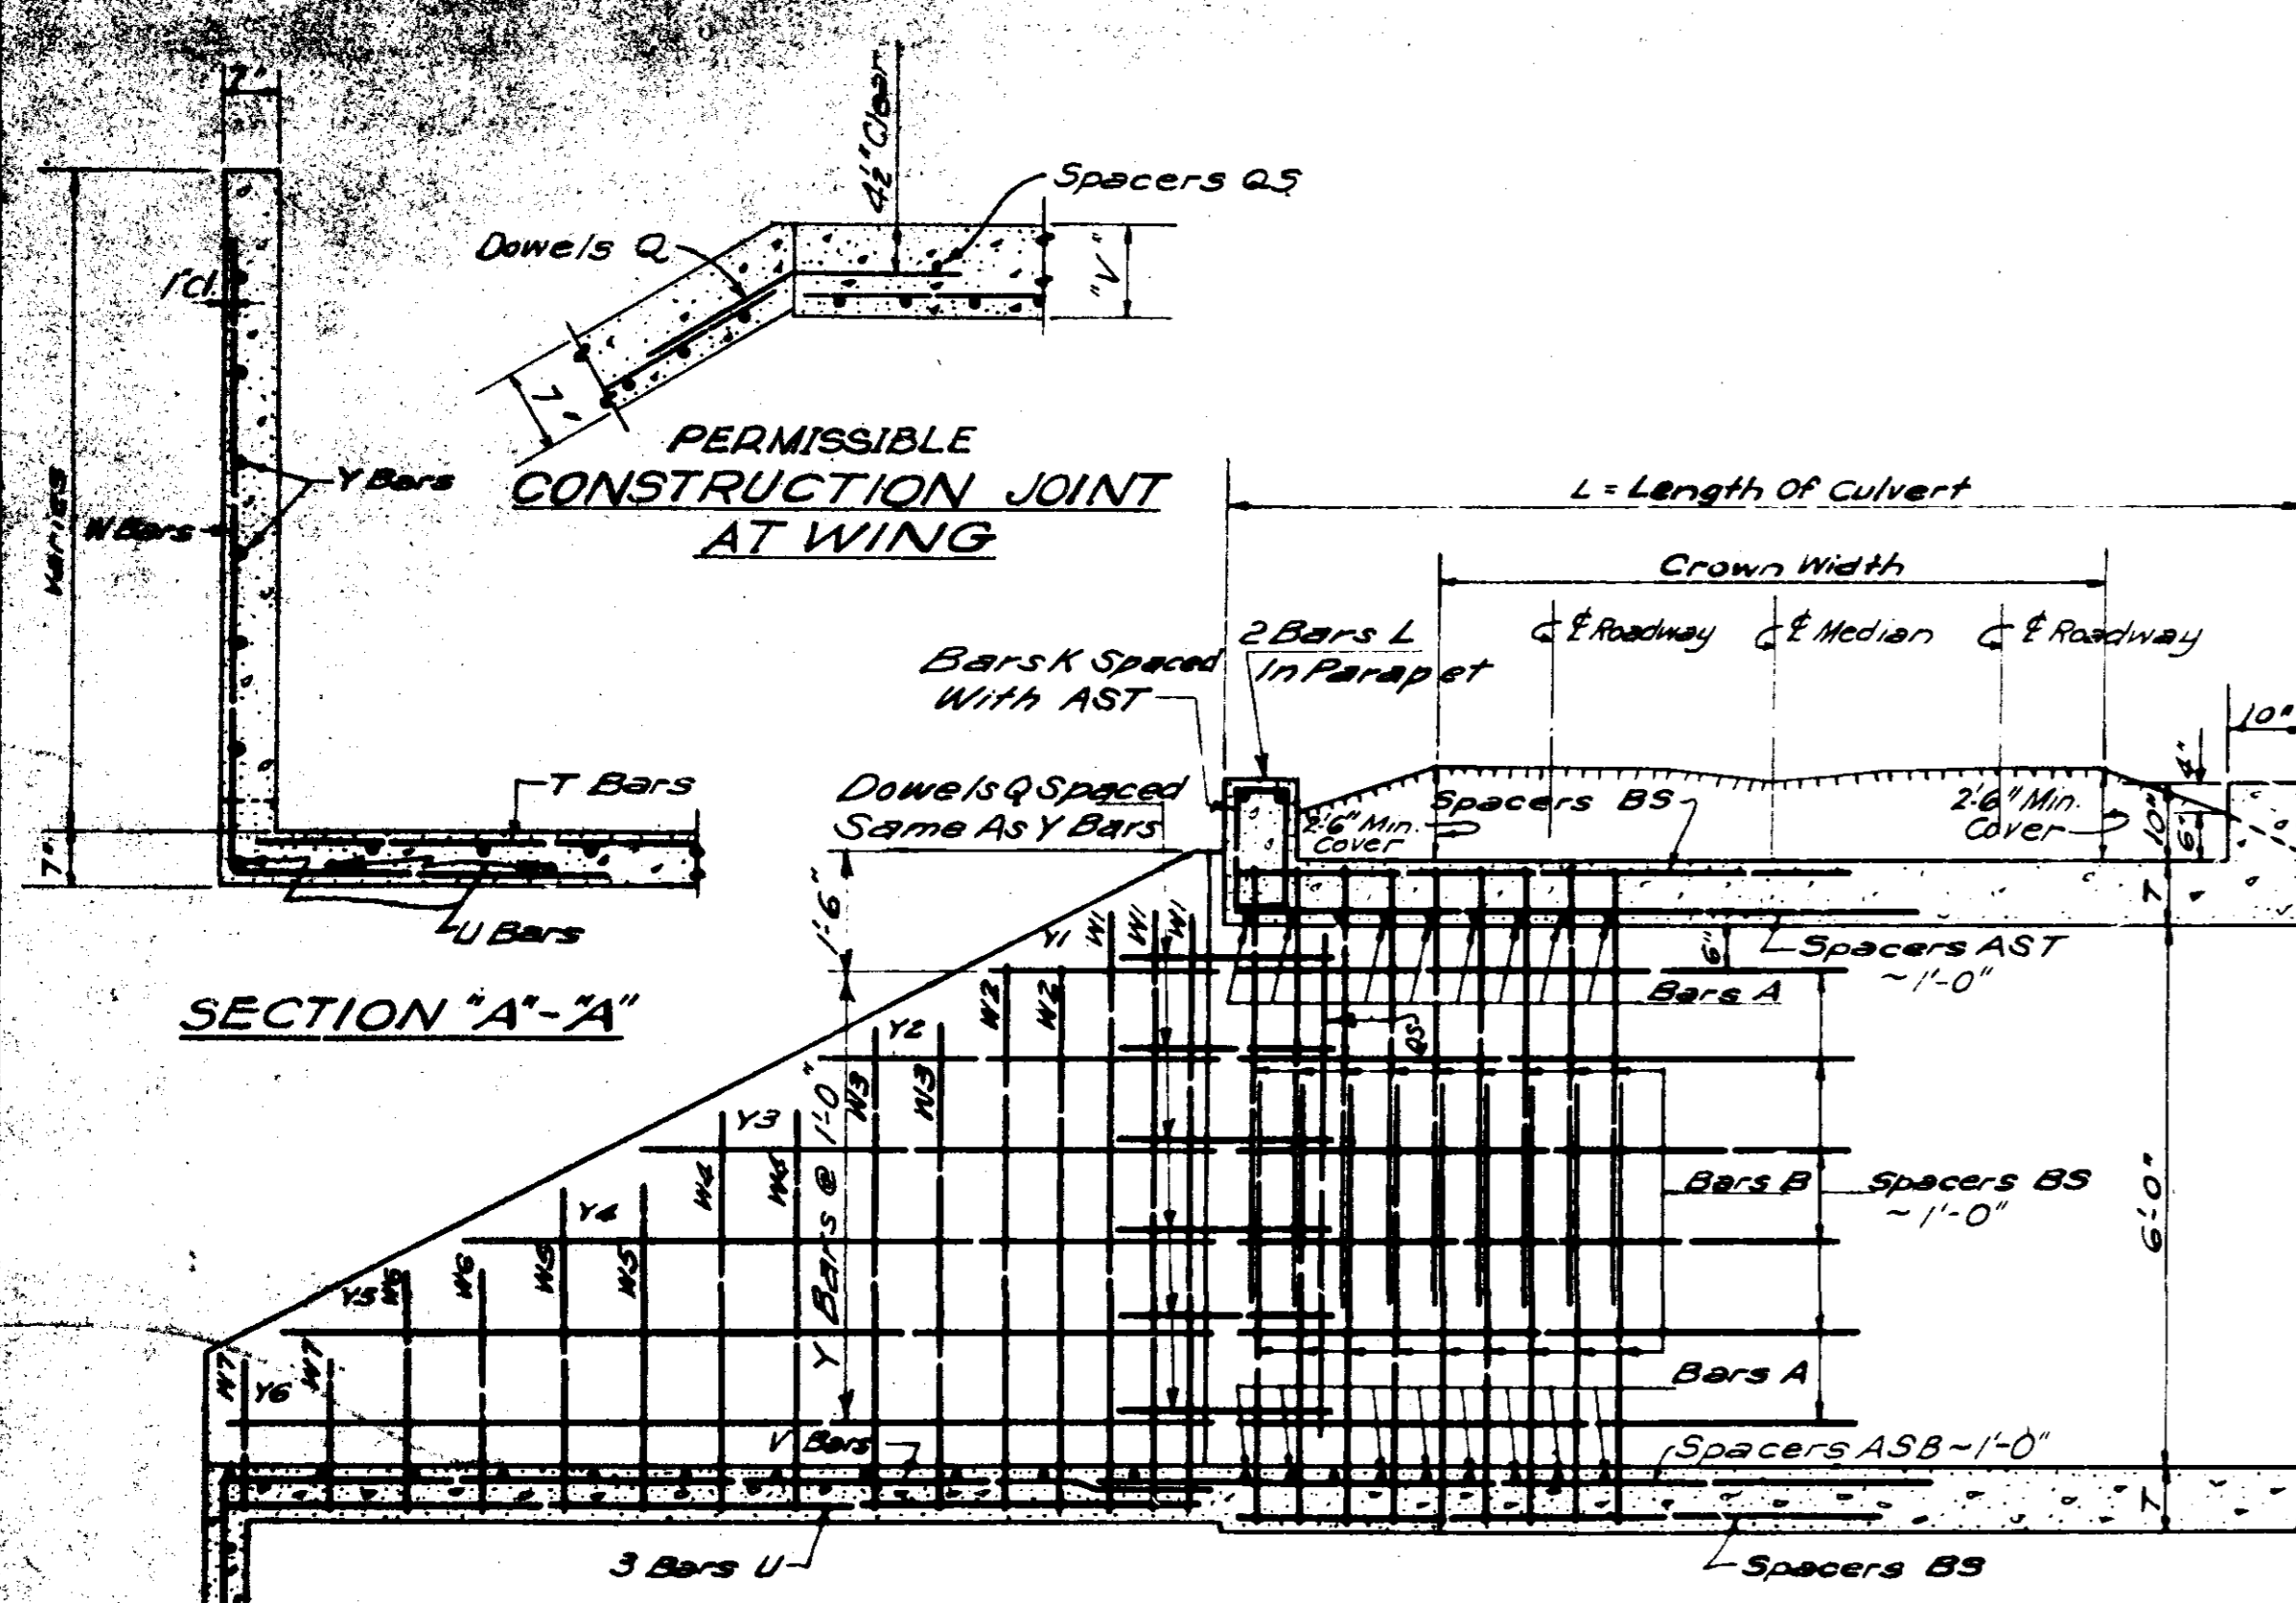 7"
4½" Clear
Spacers QS
Dowels Q
1"Cl.
"V"
7"
PERMISSIBLE
CONSTRUCTION JOINT
AT WING
Varies
Y Bars
W Bars
T Bars
7"
U Bars
SECTION "A"-"A"
L = Length Of Culvert
Crown Width
℄ Roadway
℄ Median
℄ Roadway
2 Bars L
In Parapet
Bars K Spaced
With AST
10"
4"
Dowels Q Spaced
Same As Y Bars
Spacers BS
2'-6" Min.
Cover
2'-6" Min.
Cover
10"
6"
1'-6"
T
Y1
W1
W1
W1
6"
Spacers AST
~ 1'-0"
Bars A
W2
W2
Y2
QS
W3
W3
Y3
Y Bars @ 1'-0"
W4
W4
Bars B
Spacers BS
~ 1'-0"
6'-0"
Y4
W5
W5
Y5
W6
W6
W7
Y6
W7
Bars A
V Bars
Spacers ASB ~ 1'-0"
T
3 Bars U
Spacers BS